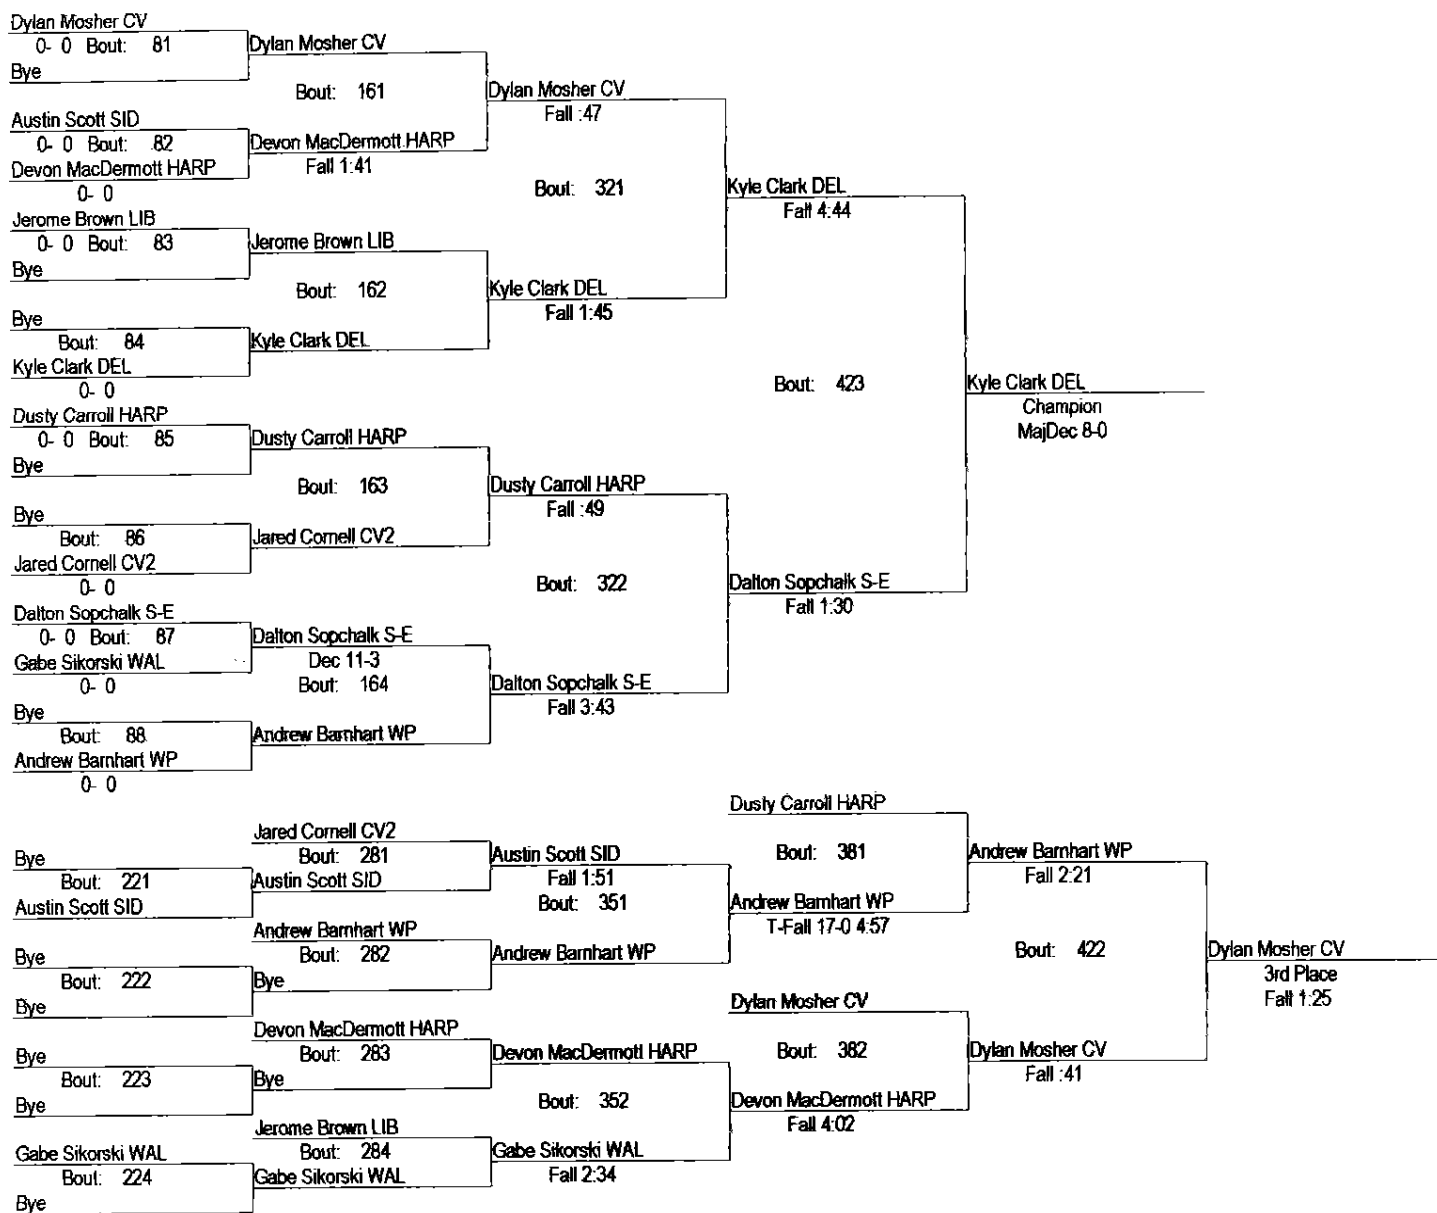 Dylan Mosher CV
0- 0 Bout: 81
Bye
Dylan Mosher CV
Bout: 161
Dylan Mosher CV
Fall :47
Austin Scott SID
0- 0 Bout: 82
Devon MacDermott HARP
0- 0
Devon MacDermott HARP
Fall 1:41
Bout: 321
Kyle Clark DEL
Fall 4:44
Jerome Brown LIB
0- 0 Bout: 83
Bye
Jerome Brown LIB
Bout: 162
Kyle Clark DEL
Fall 1:45
Bye
Bout: 84
Kyle Clark DEL
0- 0
Kyle Clark DEL
Bout: 423
Kyle Clark DEL
Champion
MajDec 8-0
Dusty Carroll HARP
0- 0 Bout: 85
Bye
Dusty Carroll HARP
Bout: 163
Dusty Carroll HARP
Fall :49
Bye
Bout: 86
Jared Cornell CV2
0- 0
Jared Cornell CV2
Bout: 322
Dalton Sopchalk S-E
Fall 1:30
Dalton Sopchalk S-E
0- 0 Bout: 87
Gabe Sikorski WAL
0- 0
Dalton Sopchalk S-E
Dec 11-3
Bout: 164
Dalton Sopchalk S-E
Fall 3:43
Bye
Bout: 88
Andrew Barnhart WP
0- 0
Andrew Barnhart WP
Bye
Bout: 221
Austin Scott SID
Jared Cornell CV2
Bout: 281
Austin Scott SID
Austin Scott SID
Fall 1:51
Bout: 351
Dusty Carroll HARP
Bout: 381
Andrew Barnhart WP
T-Fall 17-0 4:57
Andrew Barnhart WP
Fall 2:21
Bye
Bout: 222
Bye
Andrew Barnhart WP
Bout: 282
Bye
Andrew Barnhart WP
Bout: 422
Dylan Mosher CV
3rd Place
Fall 1:25
Bye
Bout: 223
Bye
Devon MacDermott HARP
Bout: 283
Bye
Devon MacDermott HARP
Bout: 352
Dylan Mosher CV
Bout: 382
Devon MacDermott HARP
Fall 4:02
Dylan Mosher CV
Fall :41
Gabe Sikorski WAL
Bout: 224
Bye
Jerome Brown LIB
Bout: 284
Gabe Sikorski WAL
Gabe Sikorski WAL
Fall 2:34